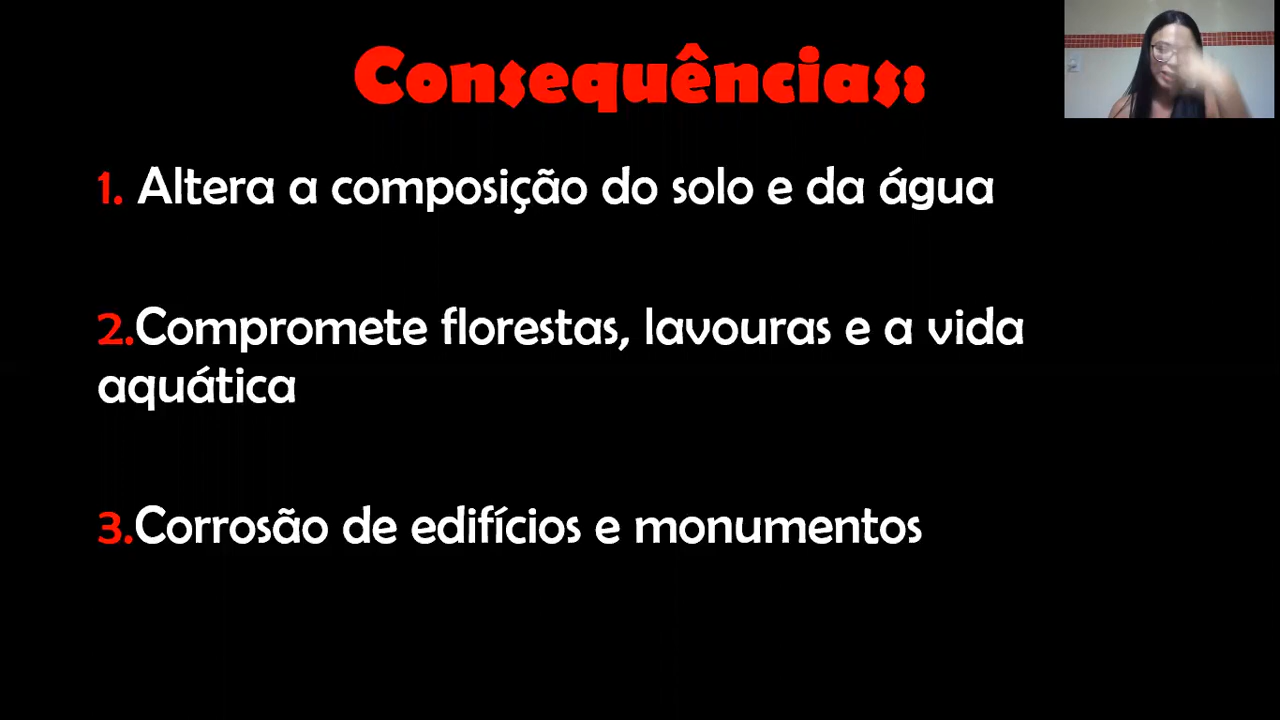 Consequências:
1. Altera a composição do solo e da água
2.Compromete florestas, lavouras e a vida
aquática
3.Corrosão de edifícios e monumentos